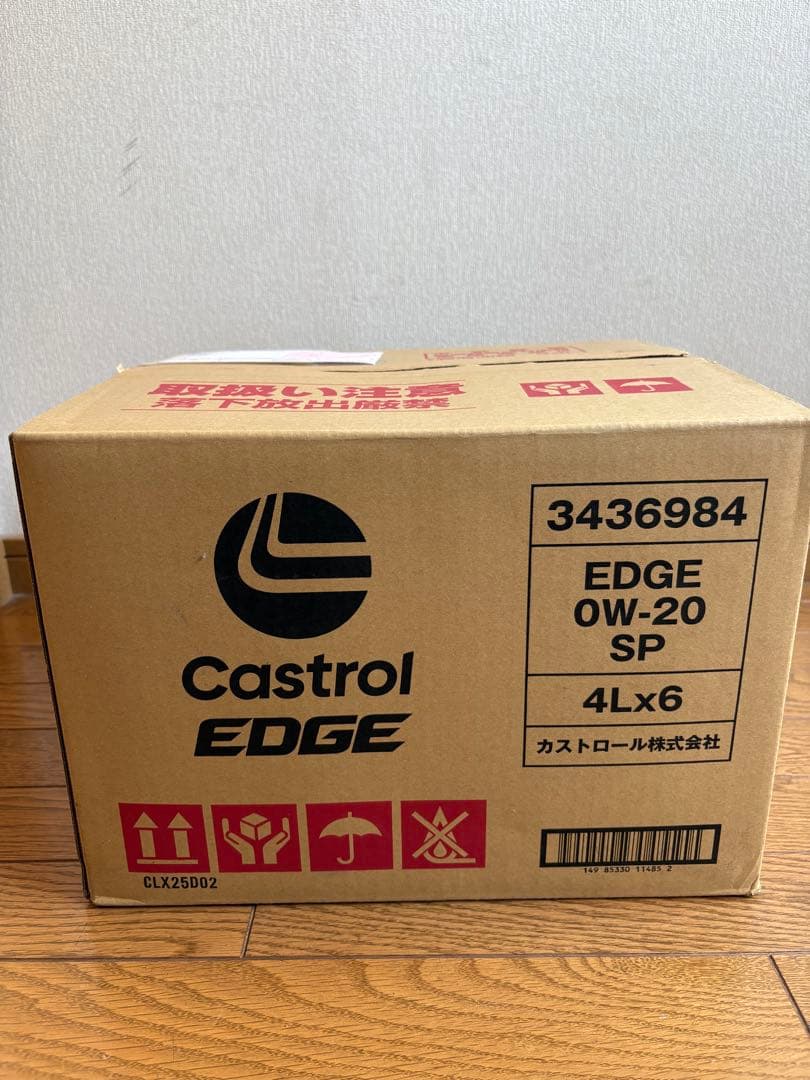 取扱い注意
落下放出厳禁
Castrol
EDGE
3436984
EDGE
0W-20
SP
4Lx6
カストロール株式会社
CLX25D02
149 85330 11485 2